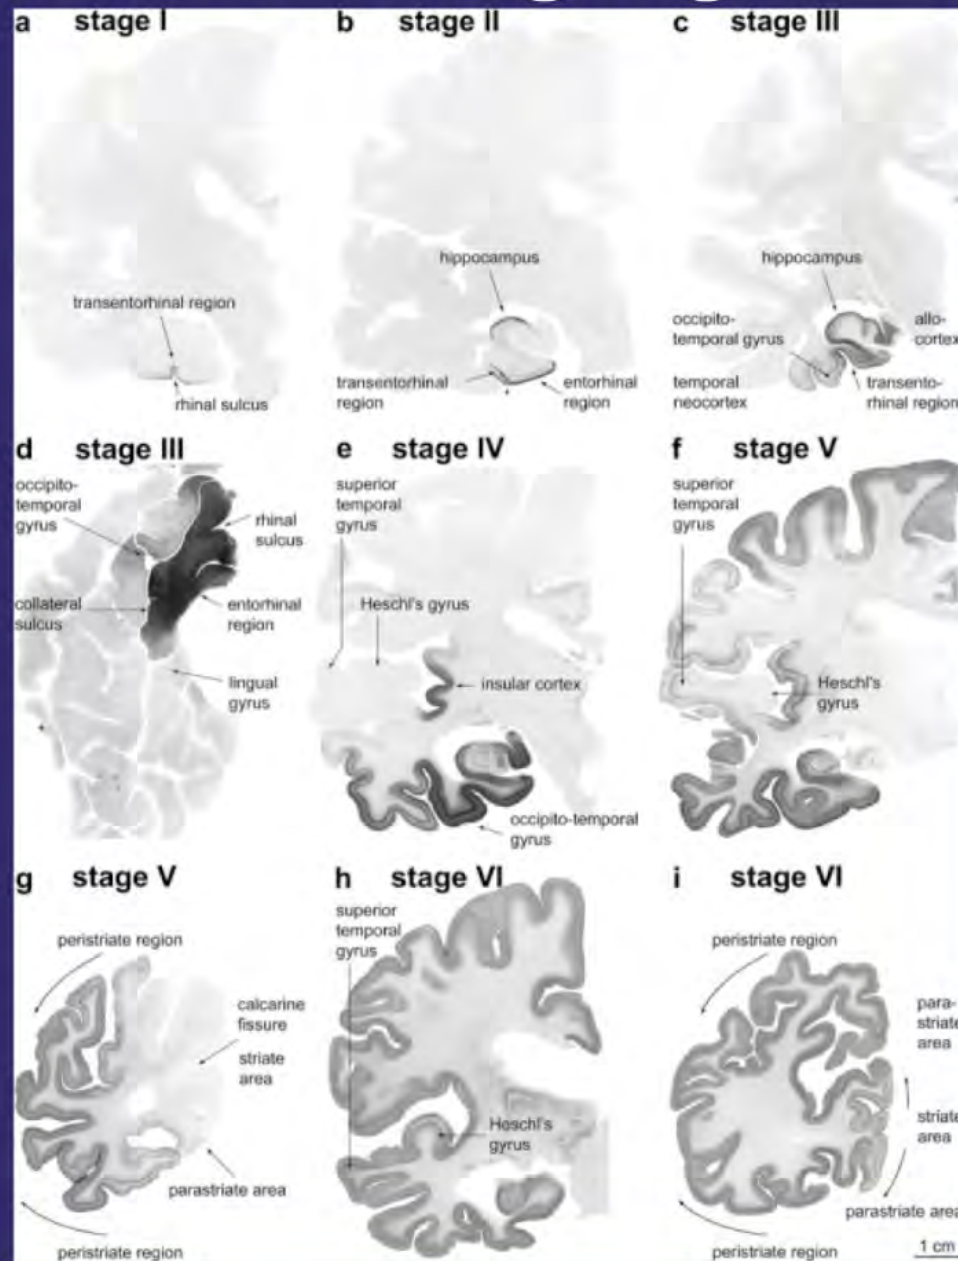 a stage I
b stage II
c stage III
transentorhinal region
rhinal sulcus
hippocampus
transentorhinal
region
entorhinal
region
hippocampus
occipito-
temporal gyrus
allo-
cortex
temporal
neocortex
transento-
rhinal region
d stage III
e stage IV
f stage V
occipito-
temporal
gyrus
rhinal
sulcus
collateral
sulcus
entorhinal
region
lingual
gyrus
superior
temporal
gyrus
Heschl's gyrus
insular cortex
occipito-temporal
gyrus
superior
temporal
gyrus
Heschl's
gyrus
g stage V
h stage VI
i stage VI
peristriate region
calcarine
fissure
striate
area
parastriate area
peristriate region
superior
temporal
gyrus
Heschl's
gyrus
peristriate region
para-
striate
area
striate
area
parastriate area
peristriate region
1 cm